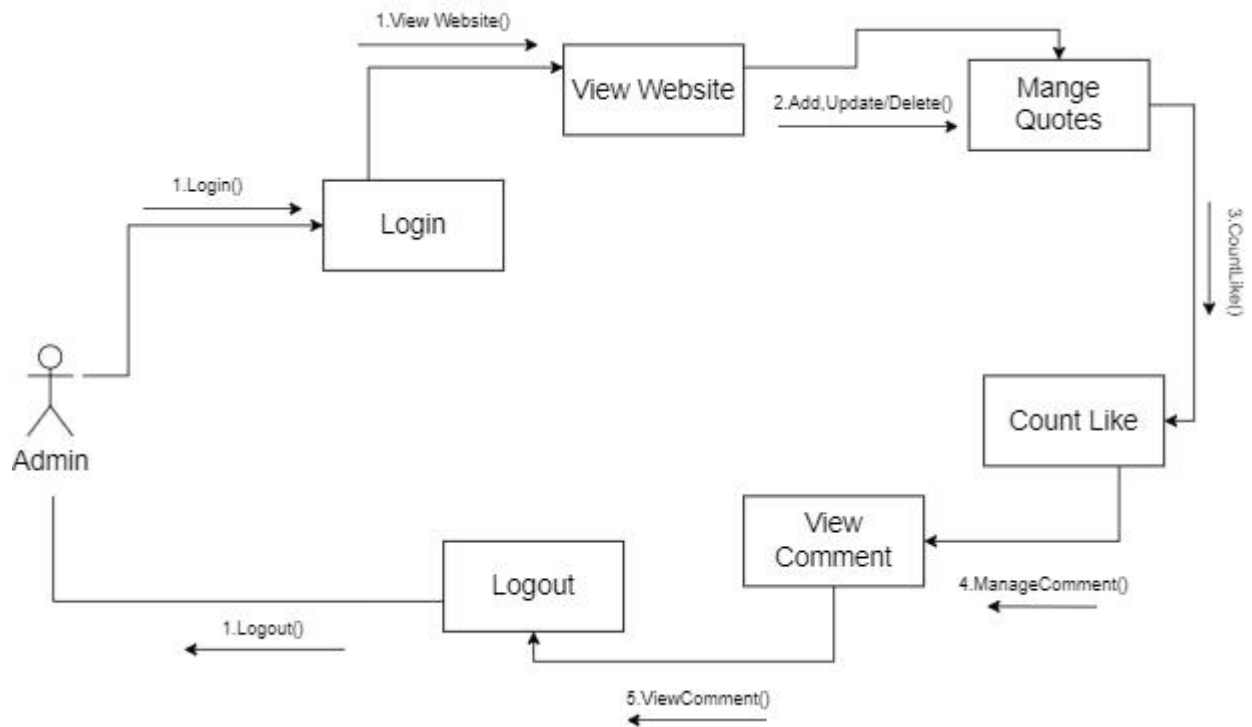 1.View Website()
View Website
2.Add,Update/Delete()
Mange
Quotes
1.Login()
Login
3.CountLike()
Admin
Count Like
View
Comment
4.ManageComment()
Logout
1.Logout()
5.ViewComment()